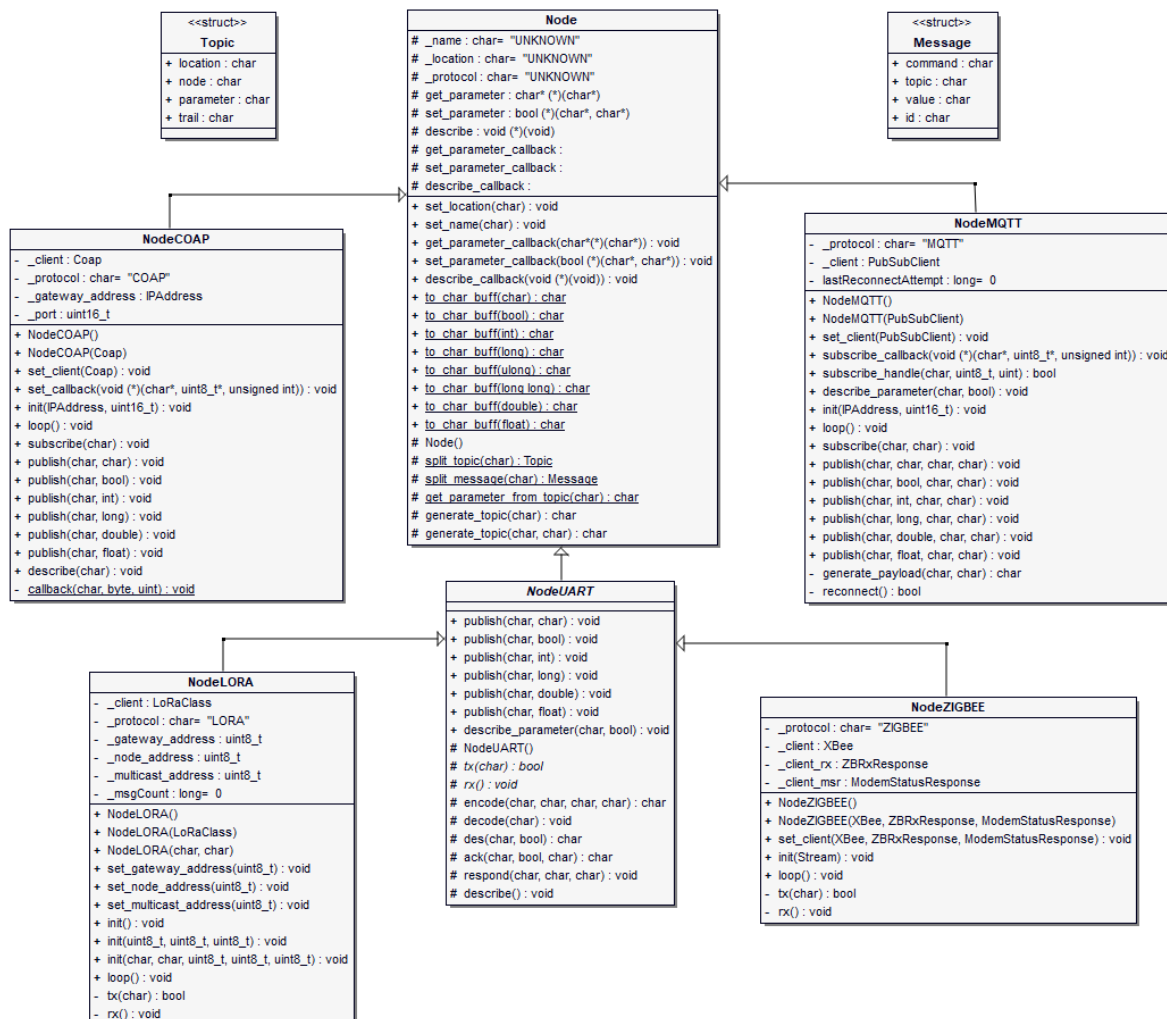 <<struct>>
Topic
+ location : char
+ node : char
+ parameter : char
+ trail : char
Node
# _name : char= "UNKNOWN"
# _location : char= "UNKNOWN"
# _protocol : char= "UNKNOWN"
# get_parameter : char* (*)(char*)
# set_parameter : bool (*)(char*, char*)
# describe : void (*)(void)
# get_parameter_callback :
# set_parameter_callback :
# describe_callback :
+ set_location(char) : void
+ set_name(char) : void
+ get_parameter_callback(char*(*)(char*)) : void
+ set_parameter_callback(bool (*)(char*, char*)) : void
+ describe_callback(void (*)(void)) : void
+ to_char_buff(char) : char
+ to_char_buff(bool) : char
+ to_char_buff(int) : char
+ to_char_buff(long) : char
+ to_char_buff(ulong) : char
+ to_char_buff(long long) : char
+ to_char_buff(double) : char
+ to_char_buff(float) : char
# Node()
# split_topic(char) : Topic
# split_message(char) : Message
# get_parameter_from_topic(char) : char
# generate_topic(char) : char
# generate_topic(char, char) : char
<<struct>>
Message
+ command : char
+ topic : char
+ value : char
+ id : char
NodeCOAP
- _client : Coap
- _protocol : char= "COAP"
- _gateway_address : IPAddress
- _port : uint16_t
+ NodeCOAP()
+ NodeCOAP(Coap)
+ set_client(Coap) : void
+ set_callback(void (*)(char*, uint8_t*, unsigned int)) : void
+ init(IPAddress, uint16_t) : void
+ loop() : void
+ subscribe(char) : void
+ publish(char, char) : void
+ publish(char, bool) : void
+ publish(char, int) : void
+ publish(char, long) : void
+ publish(char, double) : void
+ publish(char, float) : void
+ describe(char) : void
- callback(char, byte, uint) : void
NodeMQTT
- _protocol : char= "MQTT"
- _client : PubSubClient
- lastReconnectAttempt : long= 0
+ NodeMQTT()
+ NodeMQTT(PubSubClient)
+ set_client(PubSubClient) : void
+ subscribe_callback(void (*)(char*, uint8_t*, unsigned int)) : void
+ subscribe_handle(char, uint8_t, uint) : bool
+ describe_parameter(char, bool) : void
+ init(IPAddress, uint16_t) : void
+ loop() : void
+ subscribe(char, char) : void
+ publish(char, char, char, char) : void
+ publish(char, bool, char, char) : void
+ publish(char, int, char, char) : void
+ publish(char, long, char, char) : void
+ publish(char, double, char, char) : void
+ publish(char, float, char, char) : void
- generate_payload(char, char) : char
- reconnect() : bool
NodeUART
+ publish(char, char) : void
+ publish(char, bool) : void
+ publish(char, int) : void
+ publish(char, long) : void
+ publish(char, double) : void
+ publish(char, float) : void
+ describe_parameter(char, bool) : void
# NodeUART()
# tx(char) : bool
# rx() : void
# encode(char, char, char, char) : char
# decode(char) : void
# des(char, bool) : char
# ack(char, bool, char) : char
# respond(char, char, char) : void
# describe() : void
NodeLORA
- _client : LoRaClass
- _protocol : char= "LORA"
- _gateway_address : uint8_t
- _node_address : uint8_t
- _multicast_address : uint8_t
- _msgCount : long= 0
+ NodeLORA()
+ NodeLORA(LoRaClass)
+ NodeLORA(char, char)
+ set_gateway_address(uint8_t) : void
+ set_node_address(uint8_t) : void
+ set_multicast_address(uint8_t) : void
+ init() : void
+ init(uint8_t, uint8_t, uint8_t) : void
+ init(char, char, uint8_t, uint8_t, uint8_t) : void
+ loop() : void
- tx(char) : bool
- rx() : void
NodeZIGBEE
- _protocol : char= "ZIGBEE"
- _client : XBee
- _client_rx : ZBRxResponse
- _client_msr : ModemStatusResponse
+ NodeZIGBEE()
+ NodeZIGBEE(XBee, ZBRxResponse, ModemStatusResponse)
+ set_client(XBee, ZBRxResponse, ModemStatusResponse) : void
+ init(Stream) : void
+ loop() : void
- tx(char) : bool
- rx() : void